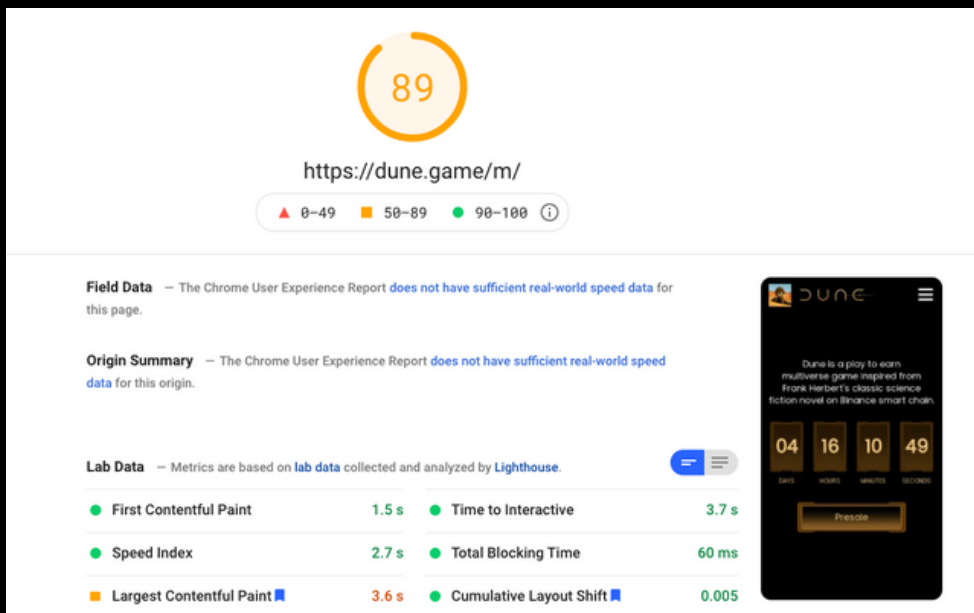 89
https://dune.game/m/
0–49 50–89 90–100
Field Data — The Chrome User Experience Report does not have sufficient real-world speed data for
this page.
Origin Summary — The Chrome User Experience Report does not have sufficient real-world speed
data for this origin.
Lab Data — Metrics are based on lab data collected and analyzed by Lighthouse.
First Contentful Paint 1.5 s
Time to Interactive 3.7 s
Speed Index 2.7 s
Total Blocking Time 60 ms
Largest Contentful Paint 3.6 s
Cumulative Layout Shift 0.005
DUNE
Dune is a play to earn
multiverse game inspired from
Frank Herbert's classic science
fiction novel on Binance smart chain.
04 16 10 49
DAYS HOURS MINUTES SECONDS
Presale